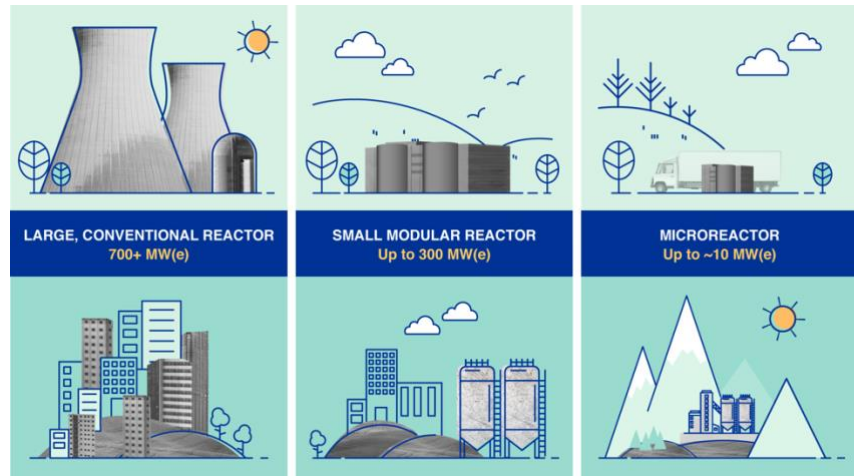 LARGE, CONVENTIONAL REACTOR
700+ MW(e)
SMALL MODULAR REACTOR
Up to 300 MW(e)
MICROREACTOR
Up to ~10 MW(e)